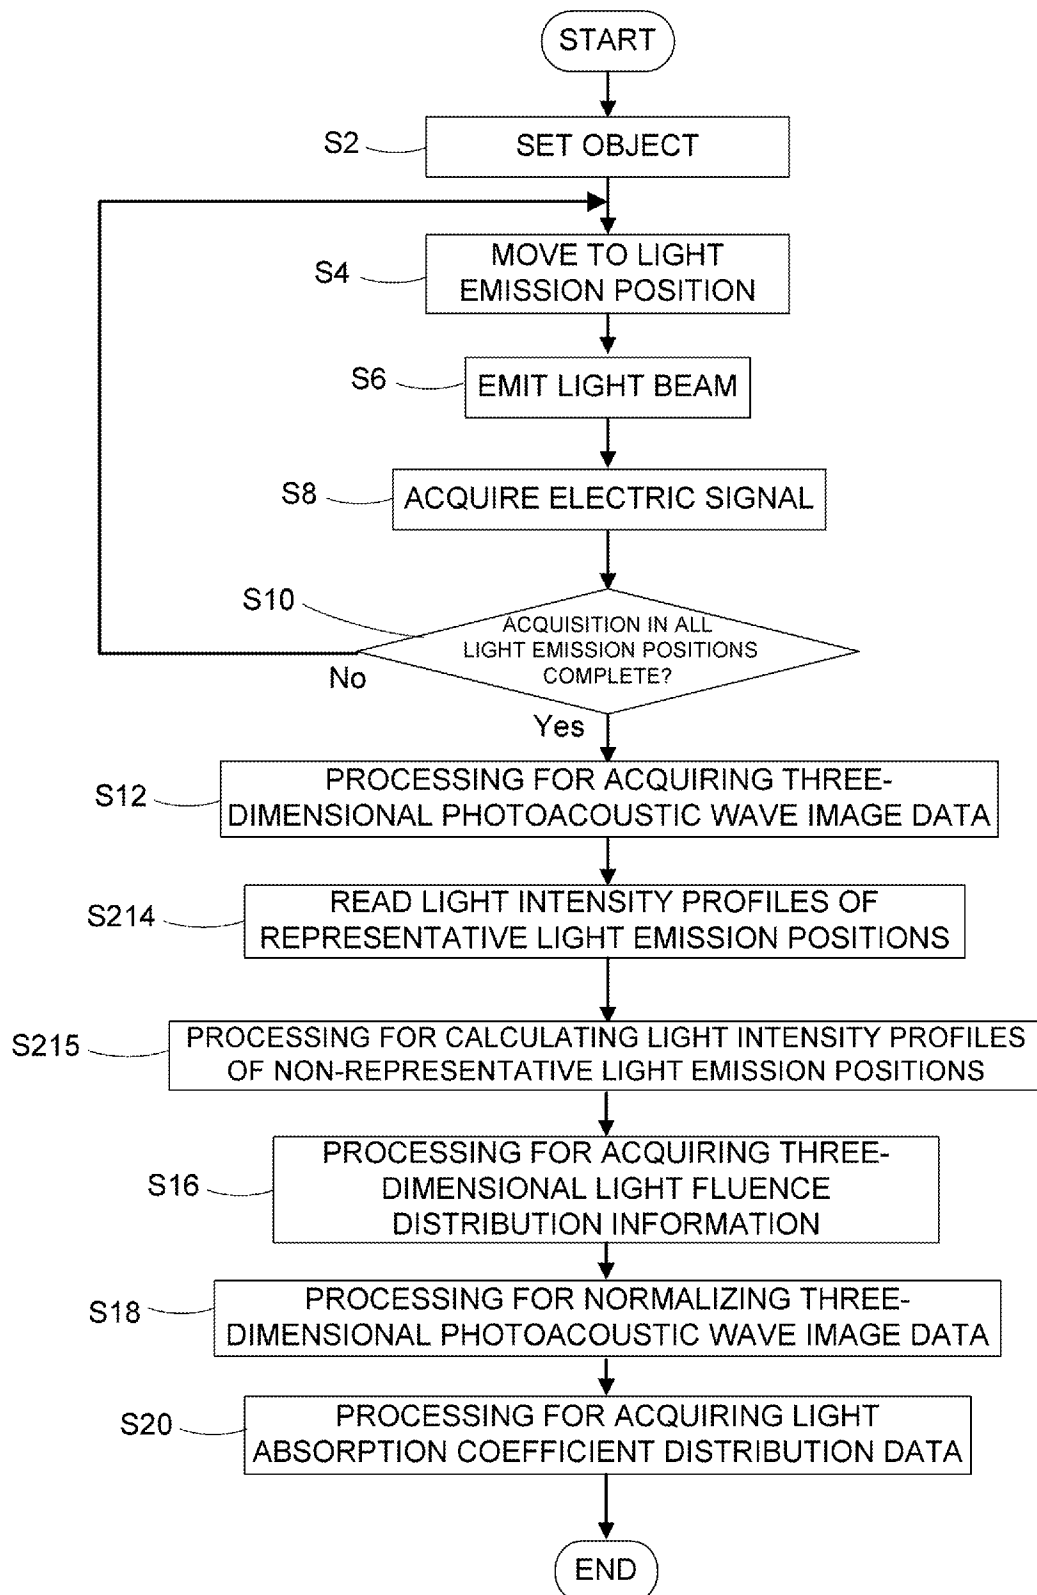 START
S2
SET OBJECT
S4
MOVE TO LIGHT
EMISSION POSITION
S6
EMIT LIGHT BEAM
S8
ACQUIRE ELECTRIC SIGNAL
S10
ACQUISITION IN ALL
LIGHT EMISSION POSITIONS
COMPLETE?
No
Yes
S12
PROCESSING FOR ACQUIRING THREE-
DIMENSIONAL PHOTOACOUSTIC WAVE IMAGE DATA
S214
READ LIGHT INTENSITY PROFILES OF
REPRESENTATIVE LIGHT EMISSION POSITIONS
S215
PROCESSING FOR CALCULATING LIGHT INTENSITY PROFILES
OF NON-REPRESENTATIVE LIGHT EMISSION POSITIONS
S16
PROCESSING FOR ACQUIRING THREE-
DIMENSIONAL LIGHT FLUENCE
DISTRIBUTION INFORMATION
S18
PROCESSING FOR NORMALIZING THREE-
DIMENSIONAL PHOTOACOUSTIC WAVE IMAGE DATA
S20
PROCESSING FOR ACQUIRING LIGHT
ABSORPTION COEFFICIENT DISTRIBUTION DATA
END